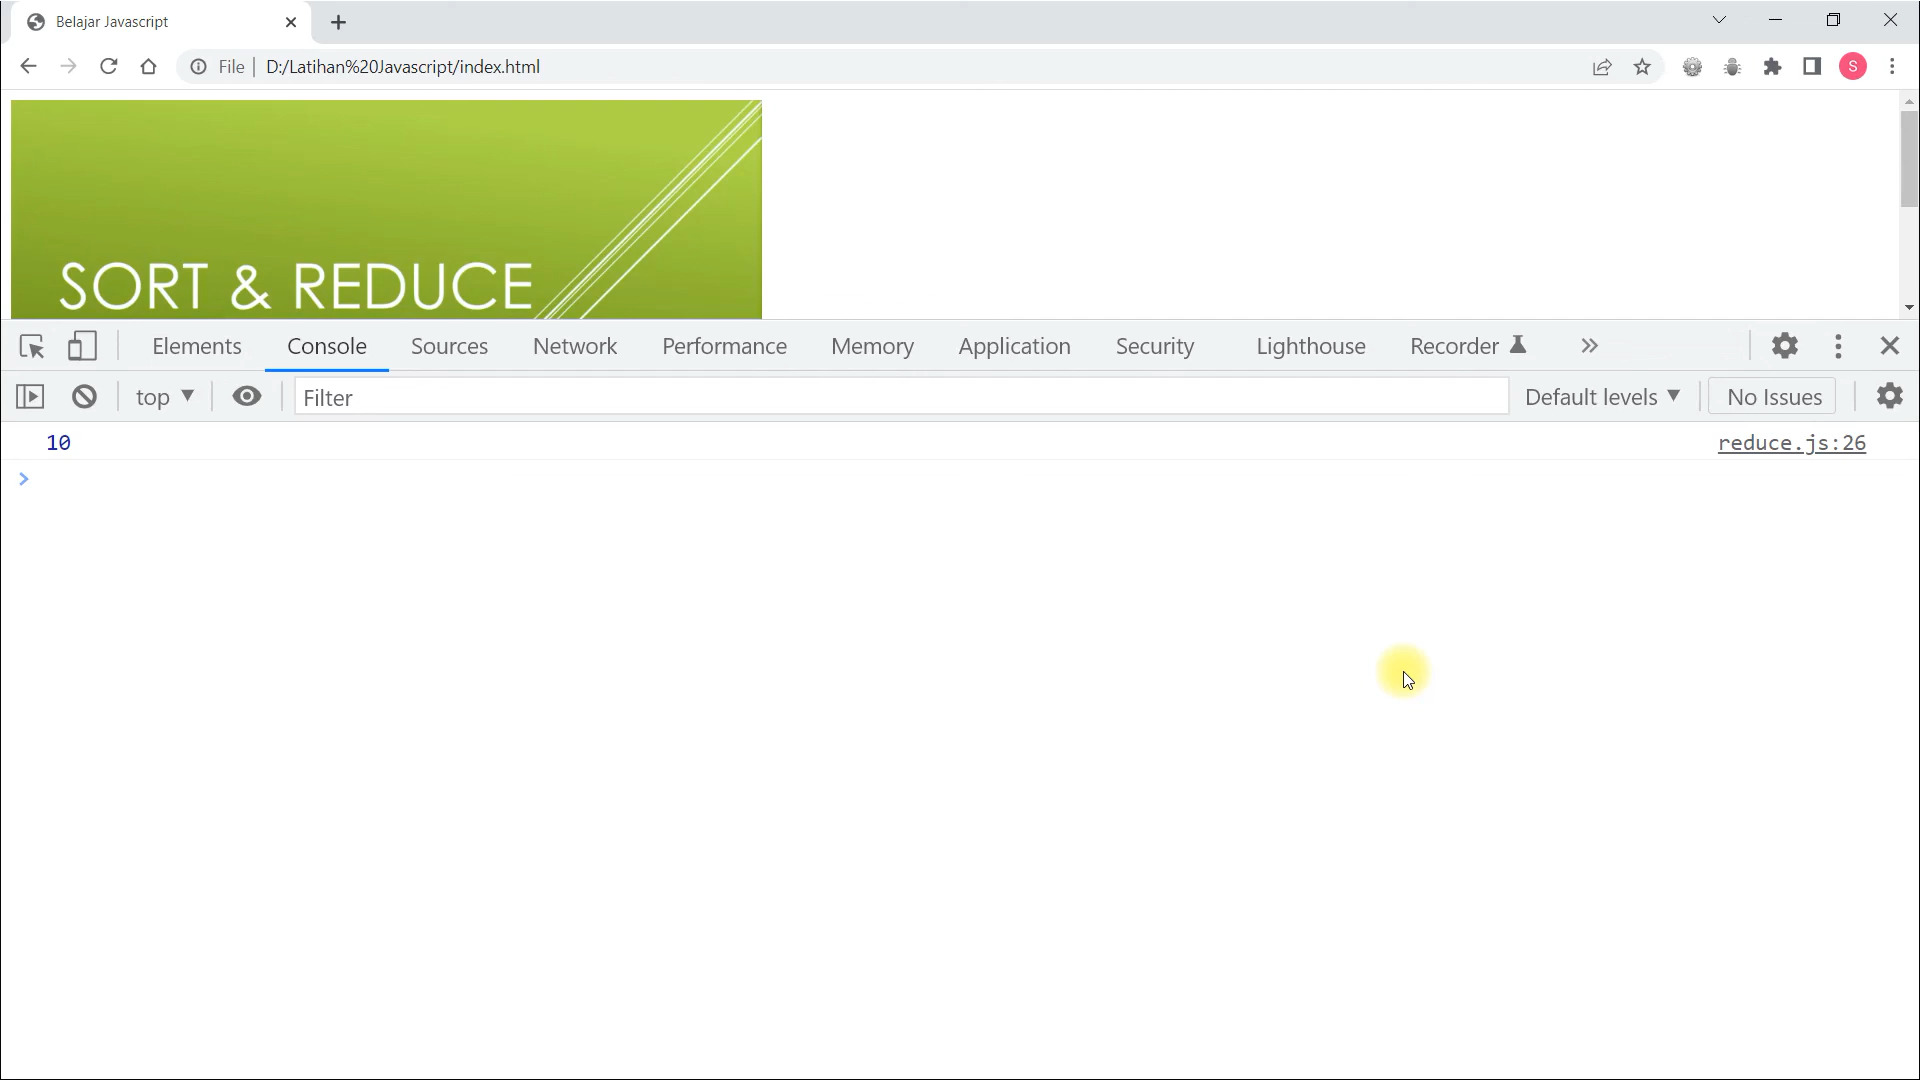 Belajar Javascript
File D:/Latihan%20Javascript/index.html
S
SORT & REDUCE
Elements Console Sources Network Performance Memory Application Security Lighthouse Recorder
top Filter Default levels No Issues
10 reduce.js:26